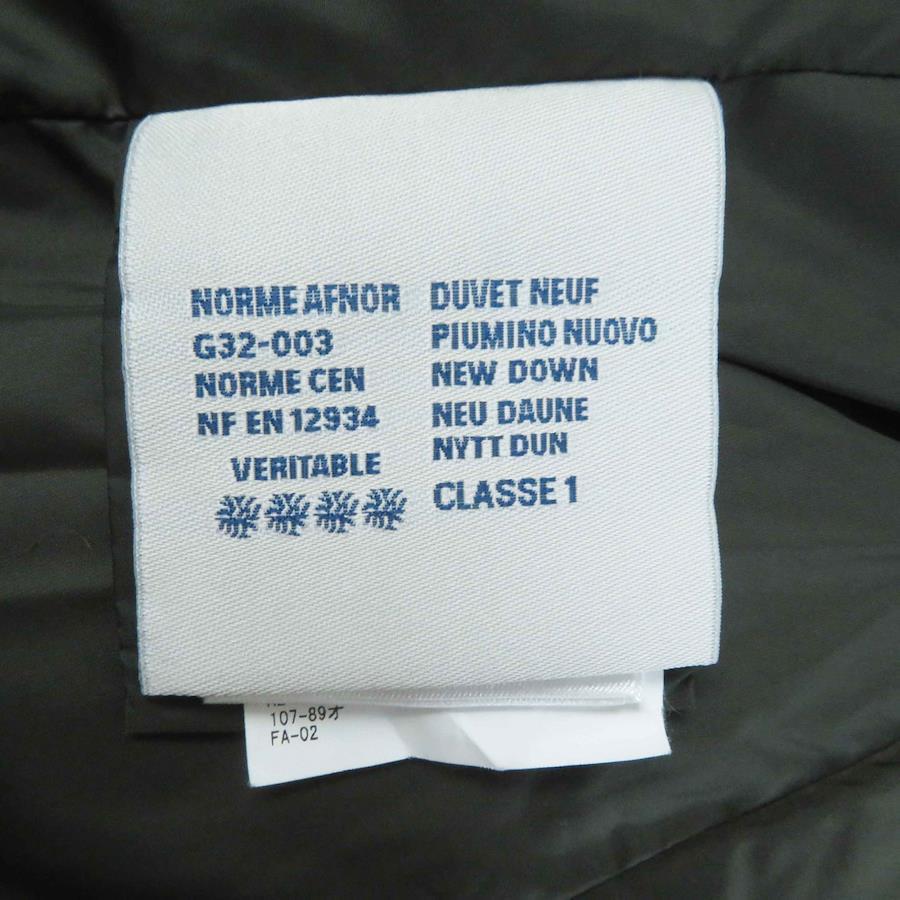 NORME AFNOR
G32-003
NORME CEN
NF EN 12934
VERITABLE
DUVET NEUF
PIUMINO NUOVO
NEW DOWN
NEU DAUNE
NYTT DUN
CLASSE 1
107-89オ
FA-02